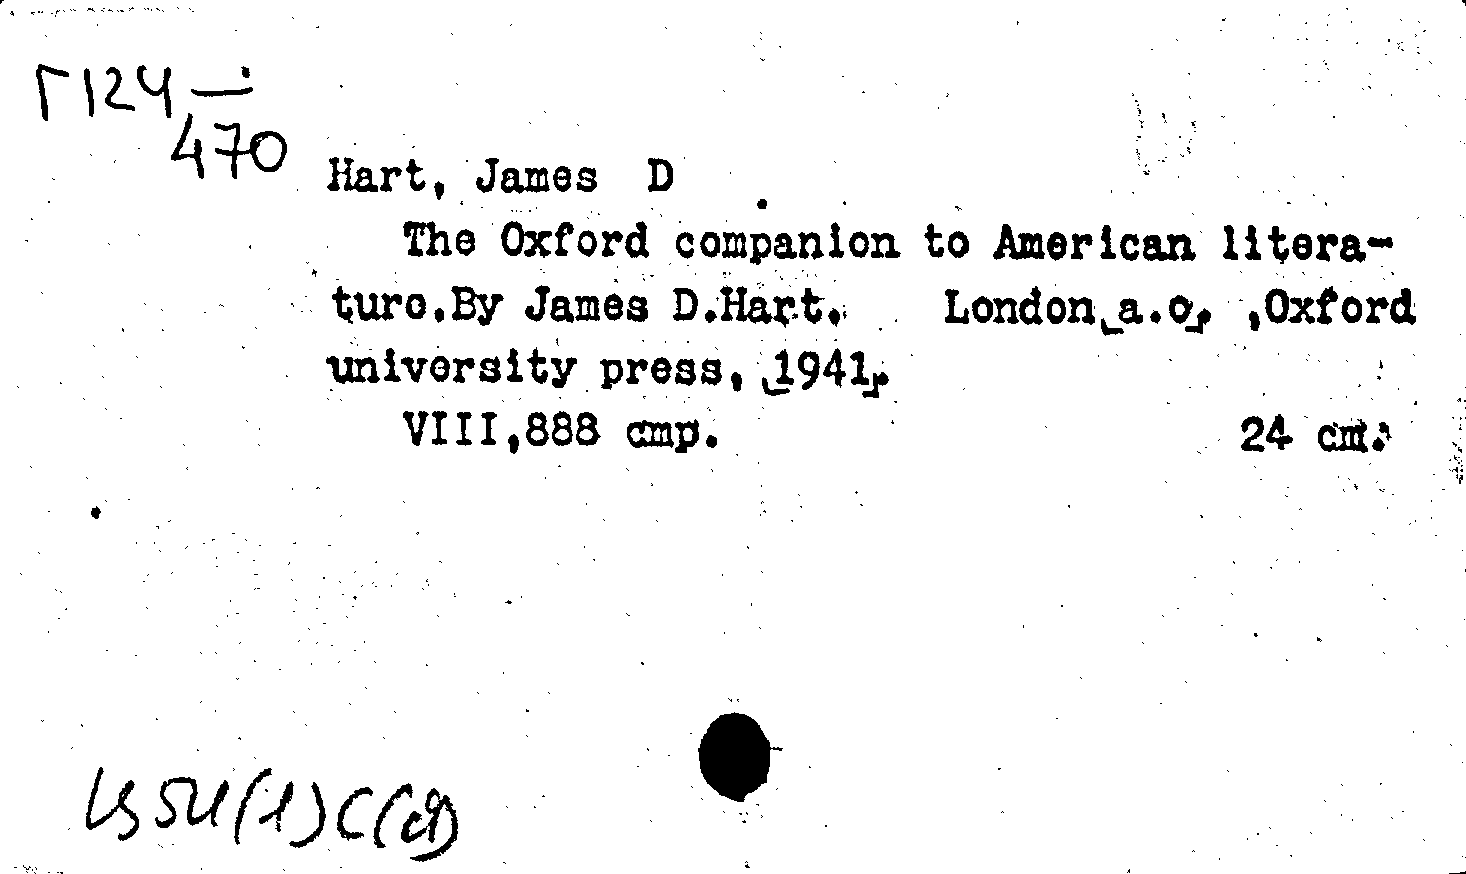 Г124 —
470
Hart, James D
The Oxford companion to American litera-
ture.By James D.Hart. London a.o. ,Oxford
university press, 1941.
VIII,888 стр. 24 cm.